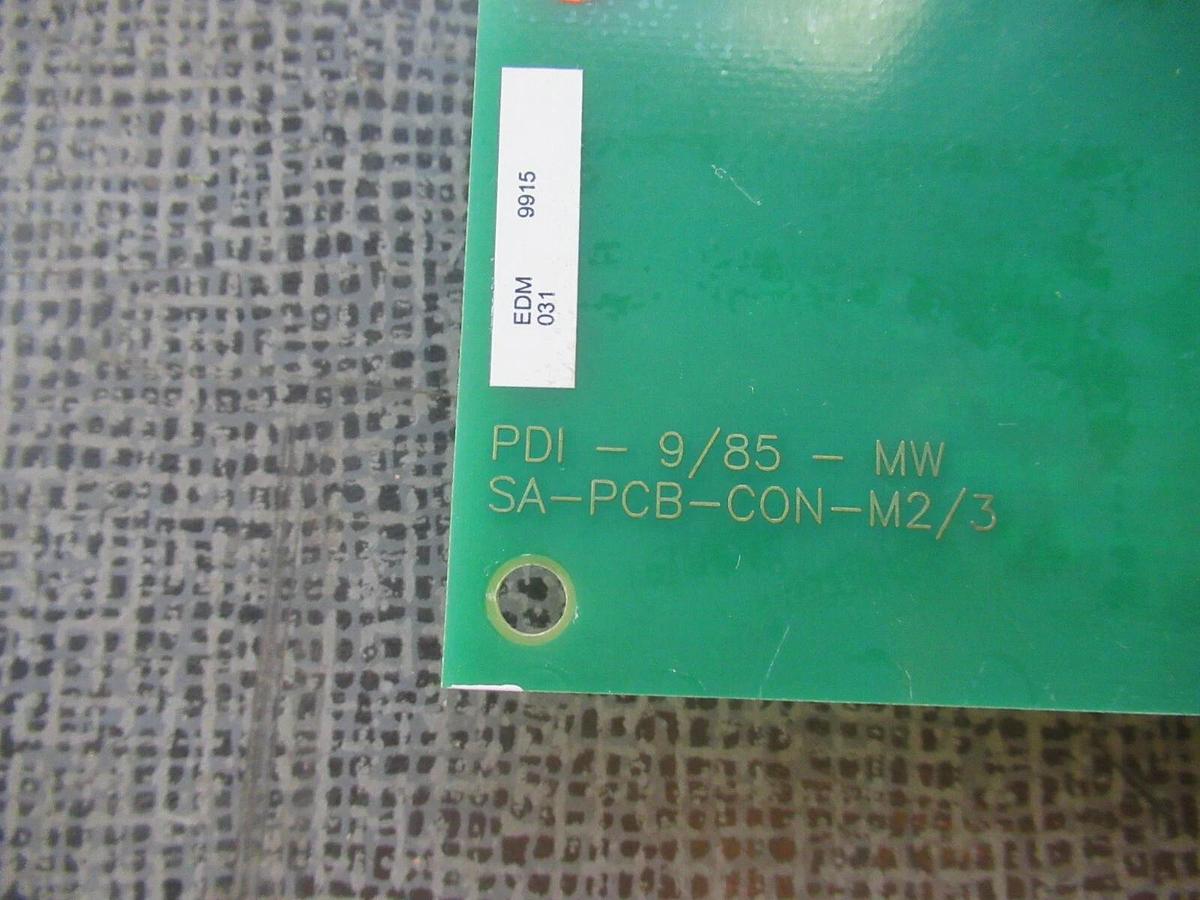 EDM 9915
031
PDI - 9/85 - MW
SA-PCB-CON-M2/3